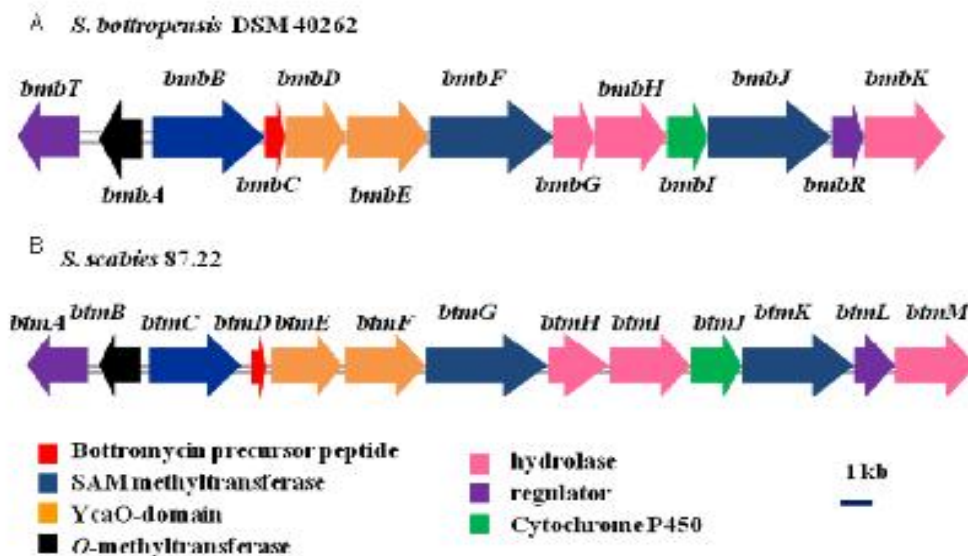 A S. bottropensis DSM 40262
bmbT bmbB bmbD bmbF bmbH bmbJ bmbK
bmbA bmbC bmbE bmbG bmbI bmbR
B S. scabies 87.22
btmA btmB btmC btmD btmE btmF btmG btmH btmI btmJ btmK btmL btmM
Bottromycin precursor peptide
SAM methyltransferase
YcaO-domain
O-methyltransferase
hydrolase
regulator
Cytochrome P450
1 kb